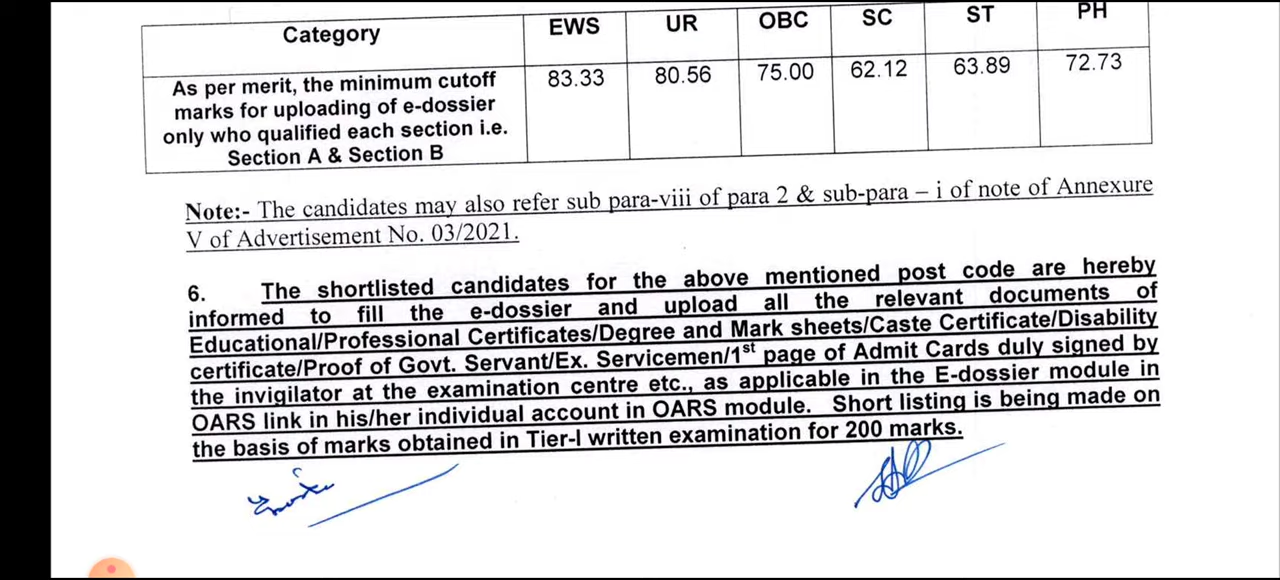 Category EWS UR OBC SC ST PH
As per merit, the minimum cutoff 83.33 80.56 75.00 62.12 63.89 72.73
marks for uploading of e-dossier
only who qualified each section i.e.
Section A & Section B
Note:- The candidates may also refer sub para-viii of para 2 & sub-para – i of note of Annexure
V of Advertisement No. 03/2021.
6. The shortlisted candidates for the above mentioned post code are hereby
informed to fill the e-dossier and upload all the relevant documents of
Educational/Professional Certificates/Degree and Mark sheets/Caste Certificate/Disability
certificate/Proof of Govt. Servant/Ex. Servicemen/1st page of Admit Cards duly signed by
the invigilator at the examination centre etc., as applicable in the E-dossier module in
OARS link in his/her individual account in OARS module. Short listing is being made on
the basis of marks obtained in Tier-I written examination for 200 marks.